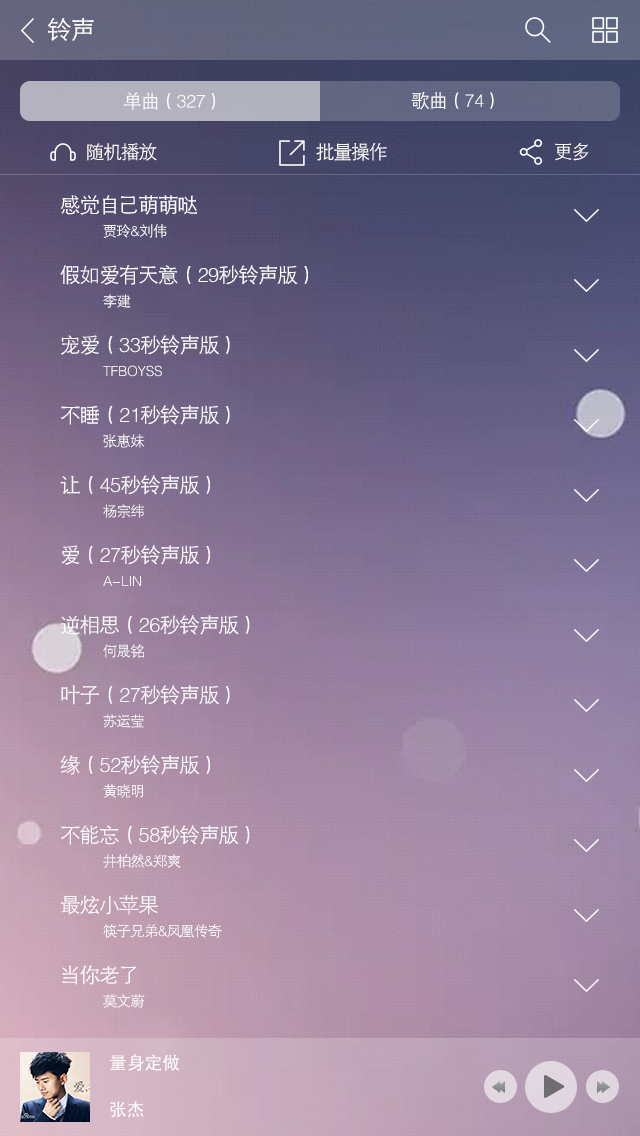 铃声
单曲（327） 歌曲（74）
随机播放 批量操作 更多
感觉自己萌萌哒
贾玲&刘伟
假如爱有天意（29秒铃声版）
李建
宠爱（33秒铃声版）
TFBOYSS
不睡（21秒铃声版）
张惠妹
让（45秒铃声版）
杨宗纬
爱（27秒铃声版）
A-LIN
逆相思（26秒铃声版）
何晟铭
叶子（27秒铃声版）
苏运莹
缘（52秒铃声版）
黄晓明
不能忘（58秒铃声版）
井柏然&郑爽
最炫小苹果
筷子兄弟&凤凰传奇
当你老了
莫文蔚
量身定做
爱
张杰